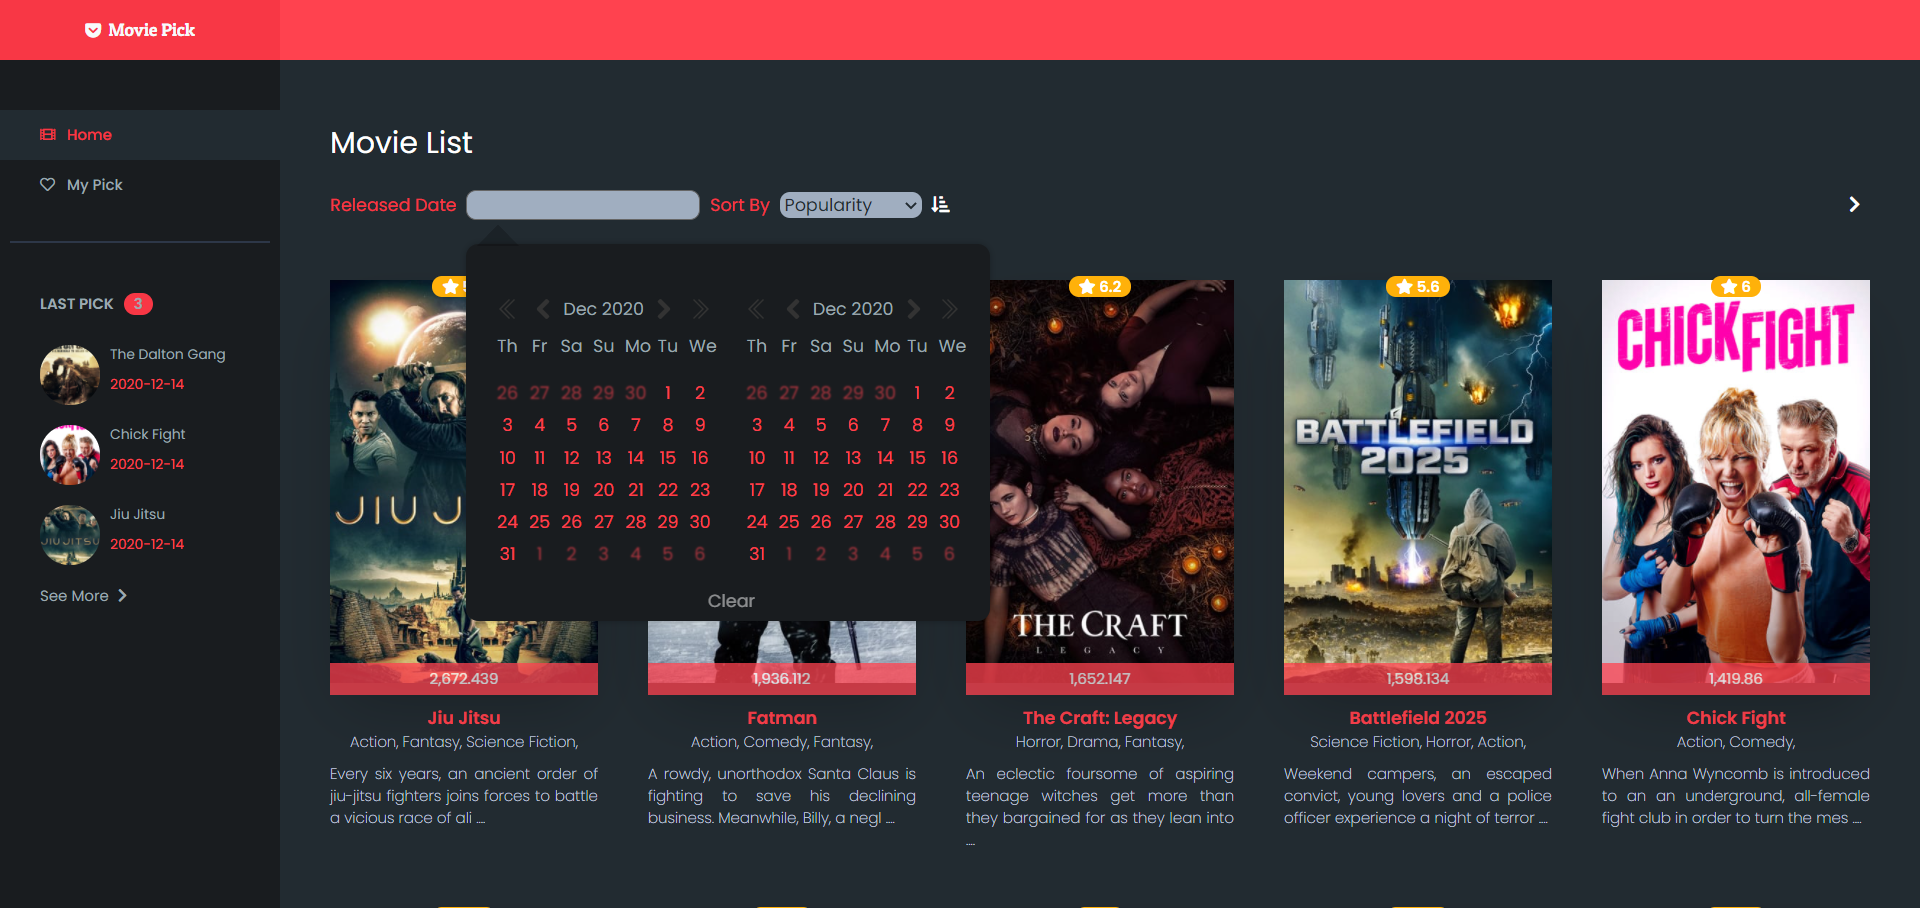 Movie Pick
Home
My Pick
LAST PICK 3
The Dalton Gang
2020-12-14
Chick Fight
2020-12-14
Jiu Jitsu
2020-12-14
See More
Movie List
Released Date Sort By Popularity
Dec 2020 Dec 2020
Th Fr Sa Su Mo Tu We Th Fr Sa Su Mo Tu We
26 27 28 29 30 1 2 26 27 28 29 30 1 2
3 4 5 6 7 8 9 3 4 5 6 7 8 9
10 11 12 13 14 15 16 10 11 12 13 14 15 16
17 18 19 20 21 22 23 17 18 19 20 21 22 23
24 25 26 27 28 29 30 24 25 26 27 28 29 30
31 1 2 3 4 5 6 31 1 2 3 4 5 6
Clear
JIU J
2,672.439
Jiu Jitsu
Action, Fantasy, Science Fiction,
Every six years, an ancient order of
jiu-jitsu fighters joins forces to battle
a vicious race of ali ....
1,936.112
Fatman
Action, Comedy, Fantasy,
A rowdy, unorthodox Santa Claus is
fighting to save his declining
business. Meanwhile, Billy, a negl ....
6.2
THE CRAFT
LEGACY
1,652.147
The Craft: Legacy
Horror, Drama, Fantasy,
An eclectic foursome of aspiring
teenage witches get more than
they bargained for as they lean into
....
5.6
BATTLEFIELD
2025
1,598.134
Battlefield 2025
Science Fiction, Horror, Action,
Weekend campers, an escaped
convict, young lovers and a police
officer experience a night of terror ....
6
CHICK FIGHT
1,419.86
Chick Fight
Action, Comedy,
When Anna Wyncomb is introduced
to an an underground, all-female
fight club in order to turn the mes ....